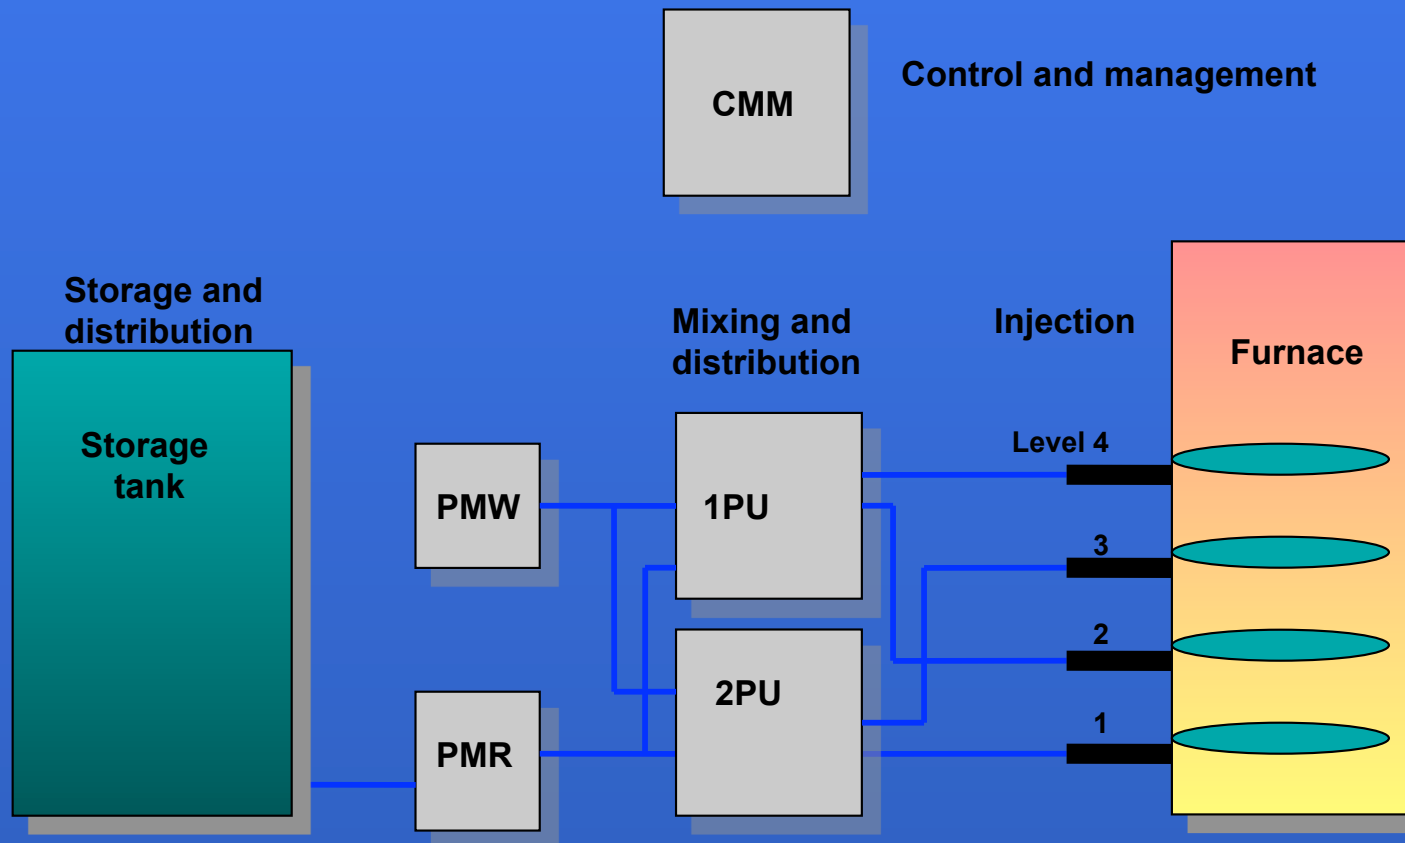 CMM
Control and management
Storage and
distribution
Mixing and
distribution
Injection
Furnace
Storage
tank
Level 4
PMW
1PU
3
2
2PU
1
PMR